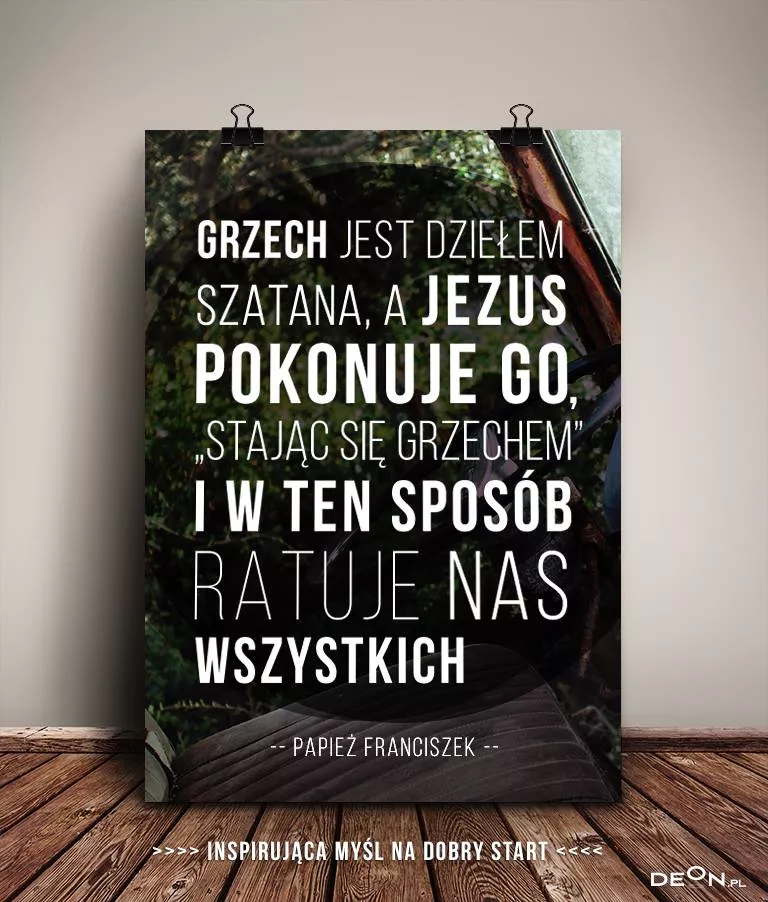 GRZECH JEST DZIEŁEM
SZATANA, A JEZUS
POKONUJE GO,
„STAJĄC SIĘ GRZECHEM”
I W TEN SPOSÓB
RATUJE NAS
WSZYSTKICH
-- PAPIEŻ FRANCISZEK --
>>>> INSPIRUJĄCA MYŚL NA DOBRY START <<<<
DEON.PL